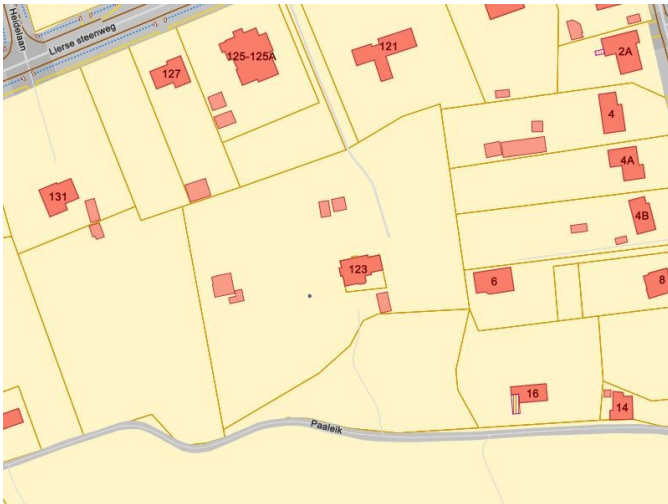 Heidelaan
Lierse steenweg
127
125-125A
121
2A
4
4A
131
4B
123
6
8
16
14
Paaleik